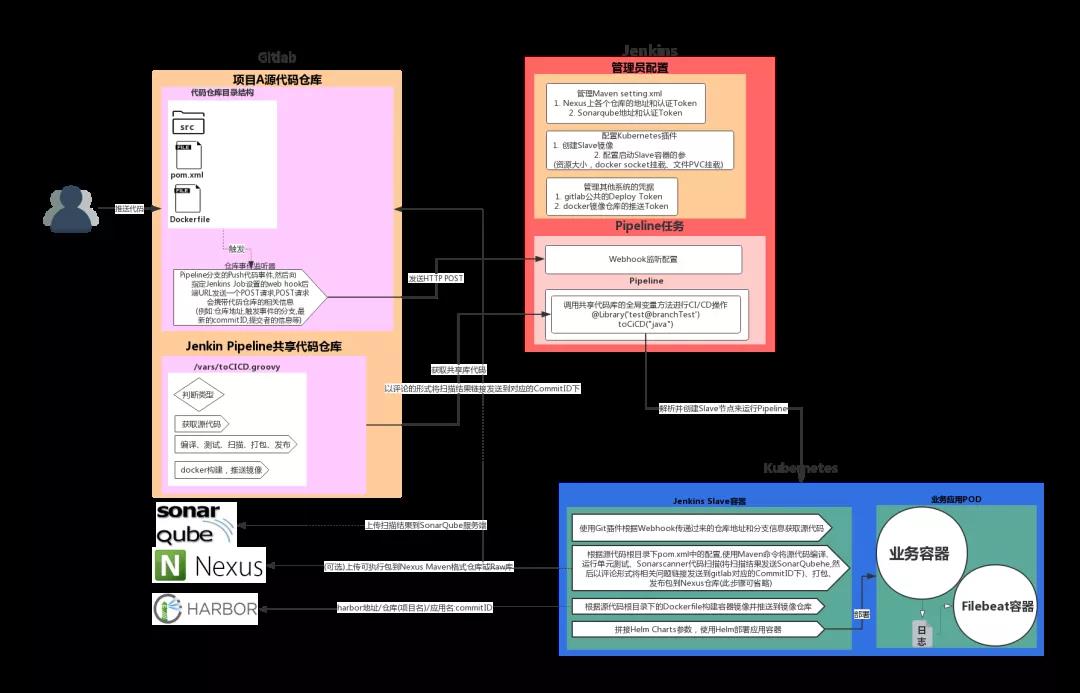 Gitlab
项目A源代码仓库
代码仓库目录结构
src
FILE
pom.xml
FILE
Dockerfile
推送代码
触发
仓库事件监听器
Pipeline分支的Push代码事件,然后向
指定Jenkins Job设置的web hook后
端URL发送一个POST请求,POST请求
会携带代码仓库的相关信息
(例如:仓库地址,触发事件的分支,最
新的commitID,提交者的信息等)
Jenkin Pipeline共享代码仓库
/vars/toCICD.groovy
判断类型
获取源代码
编译、测试、扫描、打包、发布
docker构建，推送镜像
发送HTTP POST
获取共享库代码
以评论的形式将扫描结果链接发送到对应的CommitID下
Jenkins
管理员配置
管理Maven setting.xml
1. Nexus上各个仓库的地址和认证Token
2. Sonarqube地址和认证Token
配置Kubernetes插件
1. 创建Slave镜像
2. 配置启动Slave容器的参
(资源大小，docker socket挂载、文件PVC挂载)
管理其他系统的凭据
1. gitlab公共的Deploy Token
2. docker镜像仓库的推送Token
Pipeline任务
Webhook监听配置
Pipeline
调用共享代码库的全局变量方法进行CI/CD操作
@Library('test@branchTest')
toCiCD("java")
解析并创建Slave节点来运行Pipeline
Kubernetes
Jenkins Slave容器
使用Git插件根据Webhook传递过来的仓库地址和分支信息获取源代码
根据源代码根目录下pom.xml中的配置,使用Maven命令将源代码编译、
运行单元测试、Sonarscanner代码扫描(将扫描结果发送SonarQubehe,然
后以评论形式将相关问题链接发送到gitlab对应的CommitID下)、打包、
发布包到Nexus仓库(此步骤可省略)
根据源代码根目录下的Dockerfile构建容器镜像并推送到镜像仓库
拼接Helm Charts参数，使用Helm部署应用容器
部署
业务应用POD
业务容器
Filebeat容器
日
志
sonar
qube
上传扫描结果到SonarQube服务端
N Nexus
(可选)上传可执行包到Nexus Maven格式仓库或Raw库
HARBOR
harbor地址/仓库(项目名)/应用名:commitID